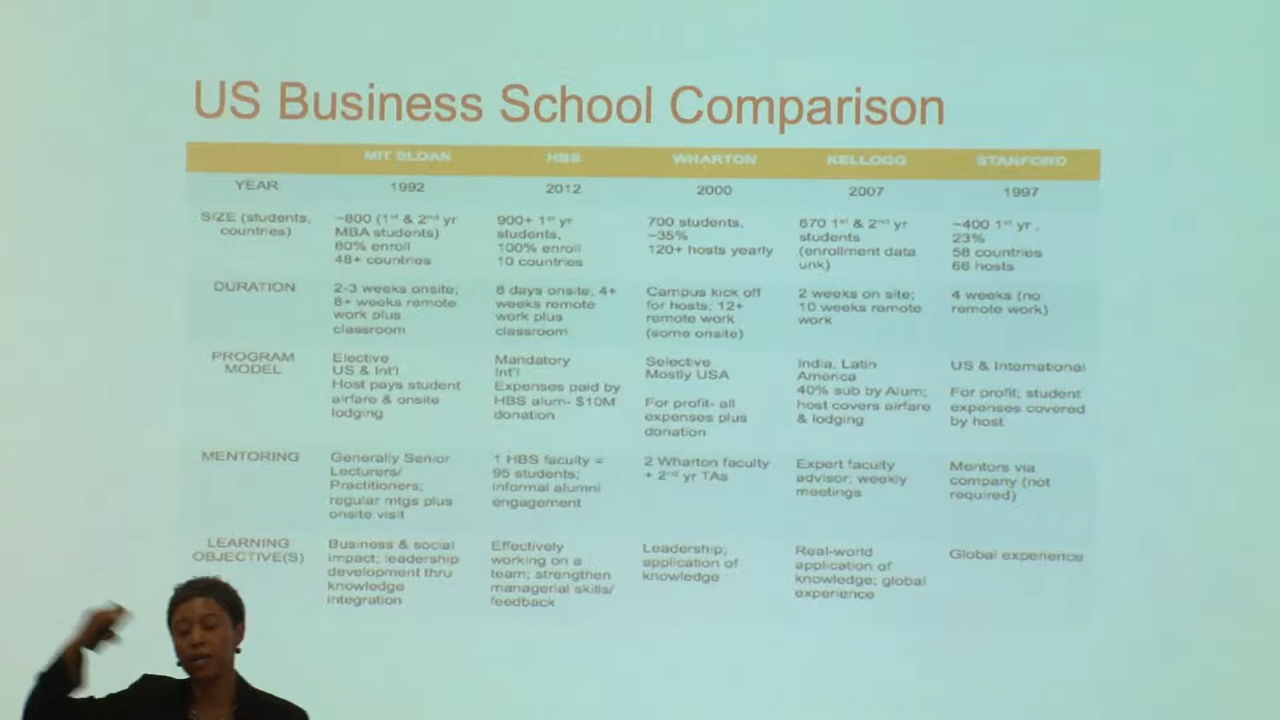 US Business School Comparison
MIT SLOAN HBS WHARTON KELLOGG STANFORD
YEAR 1992 2012 2000 2007 1997
SIZE (students,
countries)
~800 (1st & 2nd yr
MBA students)
80% enroll
48+ countries
900+ 1st yr
students,
100% enroll
10 countries
700 students,
~35%
120+ hosts yearly
670 1st & 2nd yr
students
(enrollment data
unk)
~400 1st yr,
23%
58 countries
66 hosts
DURATION
2-3 weeks onsite;
8+ weeks remote
work plus
classroom
8 days onsite; 4+
weeks remote
work plus
classroom
Campus kick off
for hosts; 12+
remote work
(some onsite)
2 weeks on site;
10 weeks remote
work
4 weeks (no
remote work)
PROGRAM
MODEL
Elective
US & Int'l
Host pays student
airfare & onsite
lodging
Mandatory
Int'l
Expenses paid by
HBS alum- $10M
donation
Selective
Mostly USA
For profit- all
expenses plus
donation
India, Latin
America
40% sub by Alum;
host covers airfare
& lodging
US & International
For profit; student
expenses covered
by host
MENTORING
Generally Senior
Lecturers/
Practitioners;
regular mtgs plus
onsite visit
1 HBS faculty =
95 students;
informal alumni
engagement
2 Wharton faculty
+ 2nd yr TAs
Expert faculty
advisor; weekly
meetings
Mentors via
company (not
required)
LEARNING
OBJECTIVE(S)
Business & social
impact; leadership
development thru
knowledge
integration
Effectively
working on a
team; strengthen
managerial skills/
feedback
Leadership;
application of
knowledge
Real-world
application of
knowledge; global
experience
Global experience